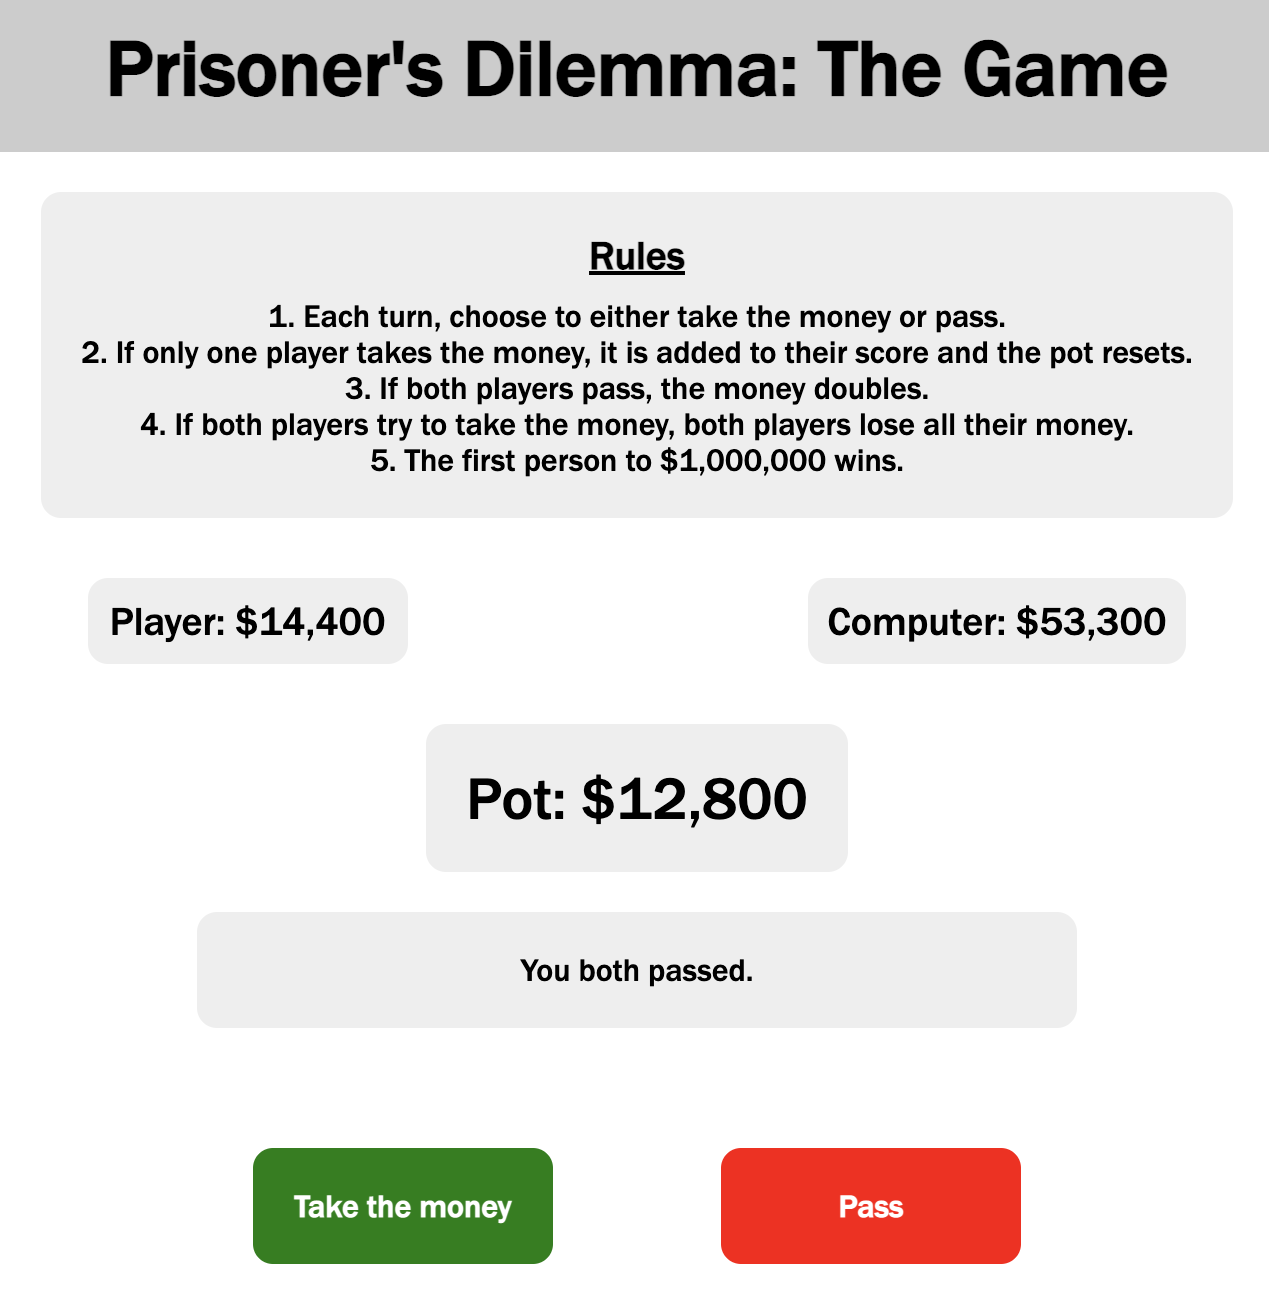 Prisoner's Dilemma: The Game
Rules
1. Each turn, choose to either take the money or pass.
2. If only one player takes the money, it is added to their score and the pot resets.
3. If both players pass, the money doubles.
4. If both players try to take the money, both players lose all their money.
5. The first person to $1,000,000 wins.
Player: $14,400
Computer: $53,300
Pot: $12,800
You both passed.
Take the money
Pass